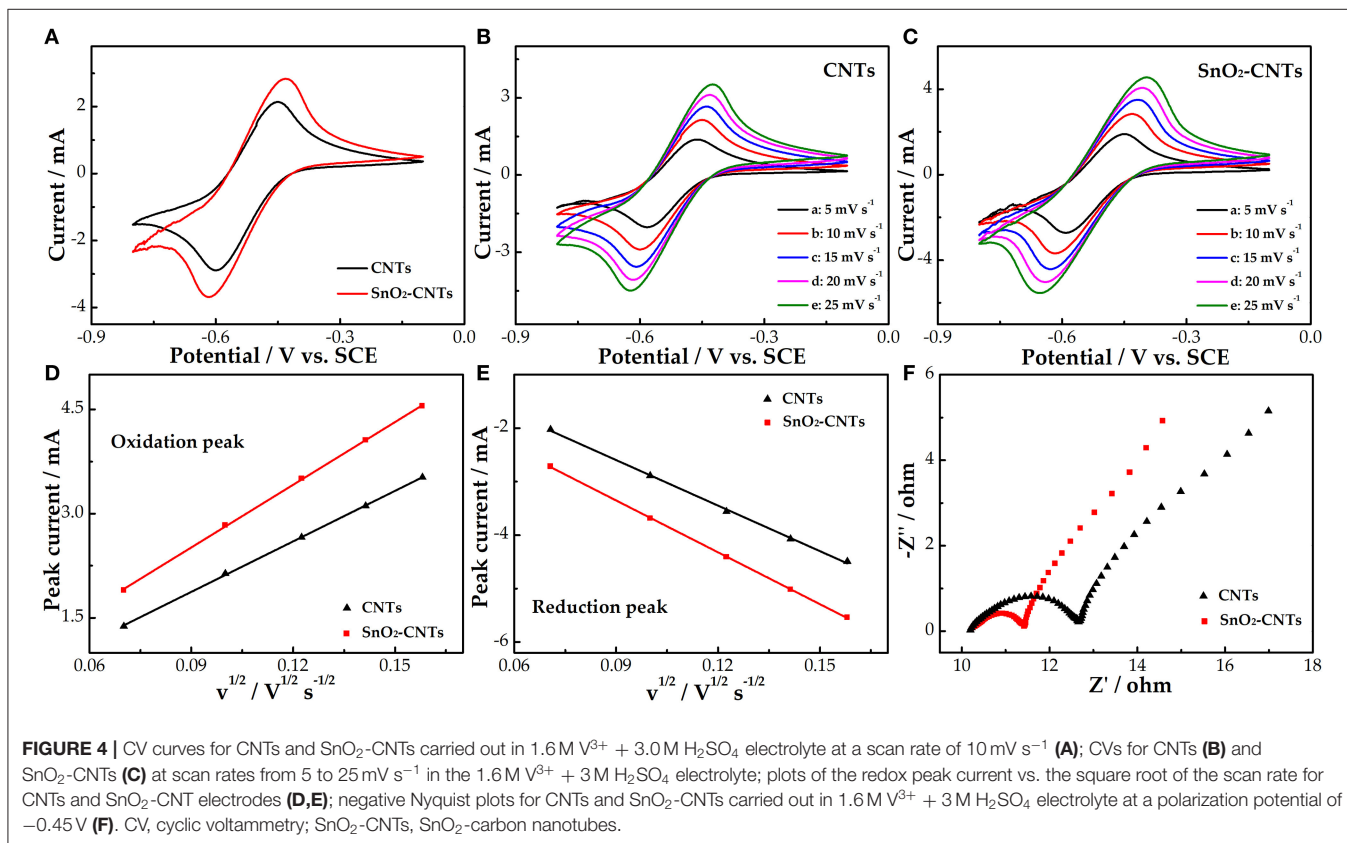 A
B
C
CNTs
SnO₂-CNTs
Current / mA
2
0
-2
-4
CNTs
SnO₂-CNTs
-0.9
-0.6
-0.3
0.0
Potential / V vs. SCE
Current / mA
3
0
-3
a: 5 mV s⁻¹
b: 10 mV s⁻¹
c: 15 mV s⁻¹
d: 20 mV s⁻¹
e: 25 mV s⁻¹
-0.9
-0.6
-0.3
0.0
Potential / V vs. SCE
Current / mA
4
0
-4
a: 5 mV s⁻¹
b: 10 mV s⁻¹
c: 15 mV s⁻¹
d: 20 mV s⁻¹
e: 25 mV s⁻¹
-0.9
-0.6
-0.3
0.0
Potential / V vs. SCE
D
E
F
Peak current / mA
4.5
3.0
1.5
Oxidation peak
CNTs
SnO₂-CNTs
0.06
0.09
0.12
0.15
v^1/2 / V^1/2 s^-1/2
Peak current / mA
-2
-4
-6
CNTs
SnO₂-CNTs
Reduction peak
0.06
0.09
0.12
0.15
v^1/2 / V^1/2 s^-1/2
-Z'' / ohm
6
4
2
0
CNTs
SnO₂-CNTs
10
12
14
16
18
Z' / ohm
FIGURE 4 | CV curves for CNTs and SnO₂-CNTs carried out in 1.6 M V³⁺ + 3.0 M H₂SO₄ electrolyte at a scan rate of 10 mV s⁻¹ (A); CVs for CNTs (B) and
SnO₂-CNTs (C) at scan rates from 5 to 25 mV s⁻¹ in the 1.6 M V³⁺ + 3 M H₂SO₄ electrolyte; plots of the redox peak current vs. the square root of the scan rate for
CNTs and SnO₂-CNT electrodes (D,E); negative Nyquist plots for CNTs and SnO₂-CNTs carried out in 1.6 M V³⁺ + 3 M H₂SO₄ electrolyte at a polarization potential of
−0.45 V (F). CV, cyclic voltammetry; SnO₂-CNTs, SnO₂-carbon nanotubes.